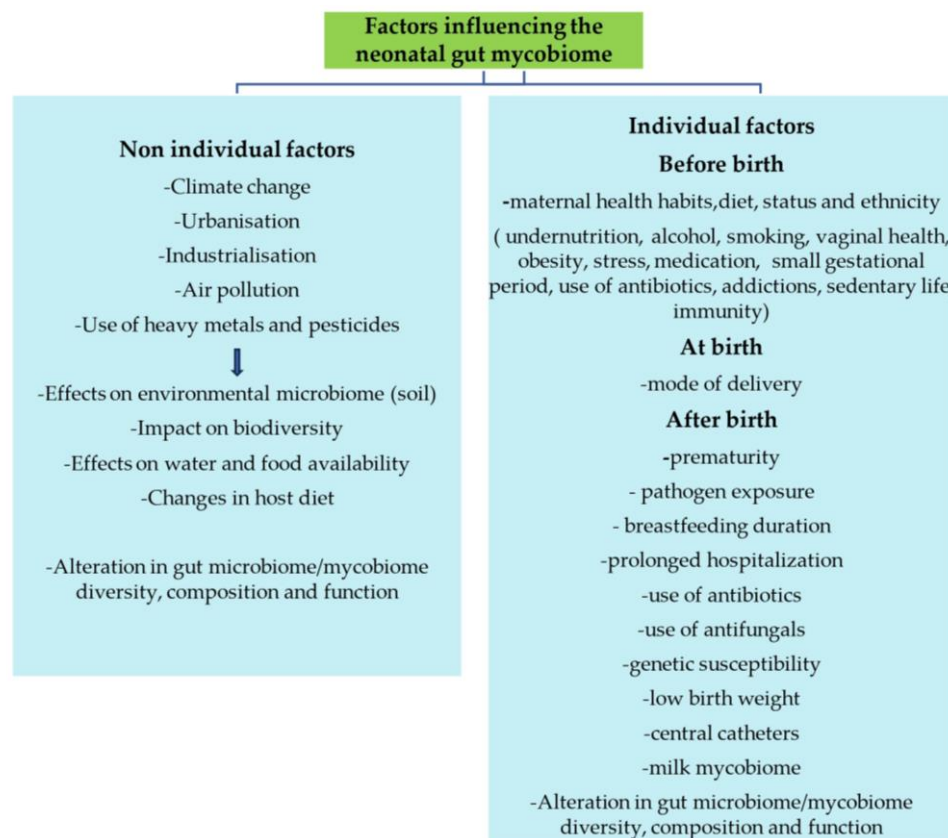 Factors influencing the
neonatal gut mycobiome
Non individual factors
-Climate change
-Urbanisation
-Industrialisation
-Air pollution
-Use of heavy metals and pesticides
-Effects on environmental microbiome (soil)
-Impact on biodiversity
-Effects on water and food availability
-Changes in host diet
-Alteration in gut microbiome/mycobiome
diversity, composition and function
Individual factors
Before birth
-maternal health habits,diet, status and ethnicity
( undernutrition, alcohol, smoking, vaginal health,
obesity, stress, medication, small gestational
period, use of antibiotics, addictions, sedentary life
immunity)
At birth
-mode of delivery
After birth
-prematurity
- pathogen exposure
- breastfeeding duration
-prolonged hospitalization
-use of antibiotics
-use of antifungals
-genetic susceptibility
-low birth weight
-central catheters
-milk mycobiome
-Alteration in gut microbiome/mycobiome
diversity, composition and function